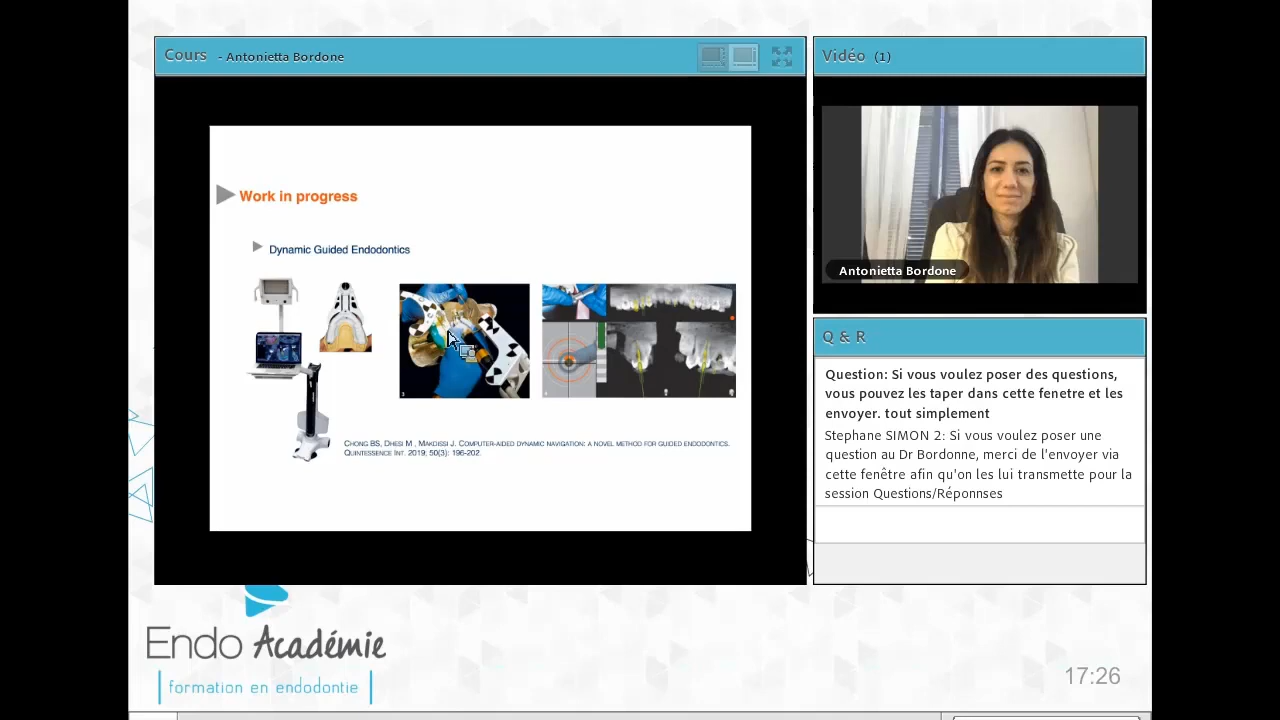 Cours - Antonietta Bordone
Work in progress
Dynamic Guided Endodontics
CHONG BS, DHESI M , MAKDISSI J. COMPUTER-AIDED DYNAMIC NAVIGATION: A NOVEL METHOD FOR GUIDED ENDODONTICS.
QUINTESSENCE INT. 2019; 50(3): 196-202.
Vidéo (1)
Antonietta Bordone
Q & R
Question: Si vous voulez poser des questions,
vous pouvez les taper dans cette fenetre et les
envoyer. tout simplement
Stephane SIMON 2: Si vous voulez poser une
question au Dr Bordonne, merci de l'envoyer via
cette fenêtre afin qu'on les lui transmette pour la
session Questions/Réponnses
Endo Académie
formation en endodontie
17:26